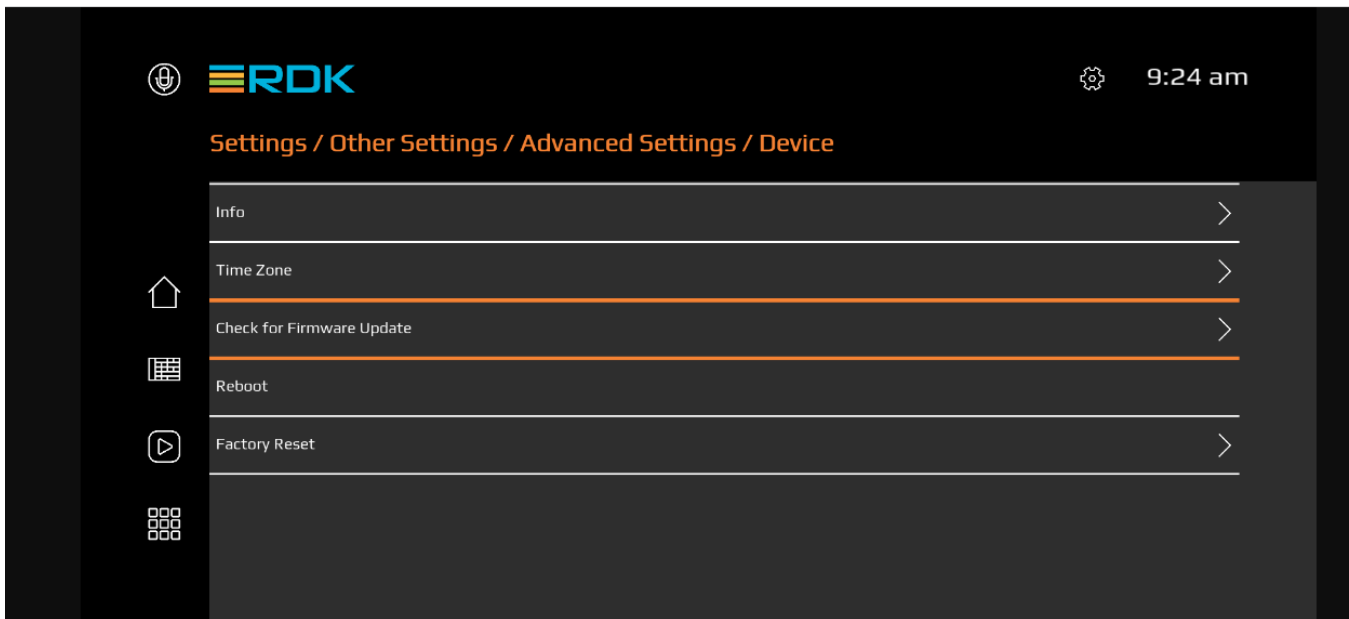 RDK
9:24 am
Settings / Other Settings / Advanced Settings / Device
Info
Time Zone
Check for Firmware Update
Reboot
Factory Reset